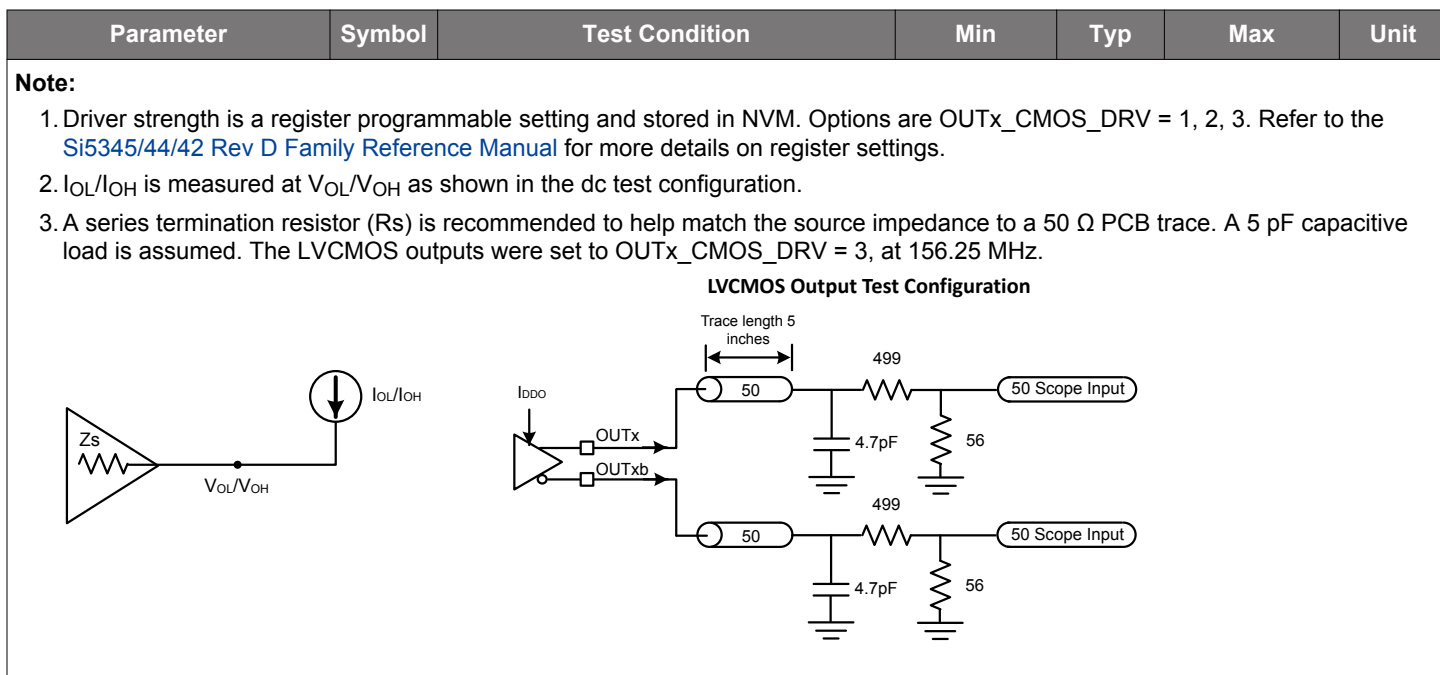 Parameter Symbol Test Condition Min Typ Max Unit
Note:
1. Driver strength is a register programmable setting and stored in NVM. Options are OUTx_CMOS_DRV = 1, 2, 3. Refer to the
Si5345/44/42 Rev D Family Reference Manual for more details on register settings.
2. IOL/IOH is measured at VOL/VOH as shown in the dc test configuration.
3. A series termination resistor (Rs) is recommended to help match the source impedance to a 50 Ω PCB trace. A 5 pF capacitive
load is assumed. The LVCMOS outputs were set to OUTx_CMOS_DRV = 3, at 156.25 MHz.
LVCMOS Output Test Configuration
Zs
VOL/VOH
IOL/IOH
IDDO
OUTx
OUTxb
Trace length 5
inches
50
499
50 Scope Input
4.7pF
56
50
499
50 Scope Input
4.7pF
56